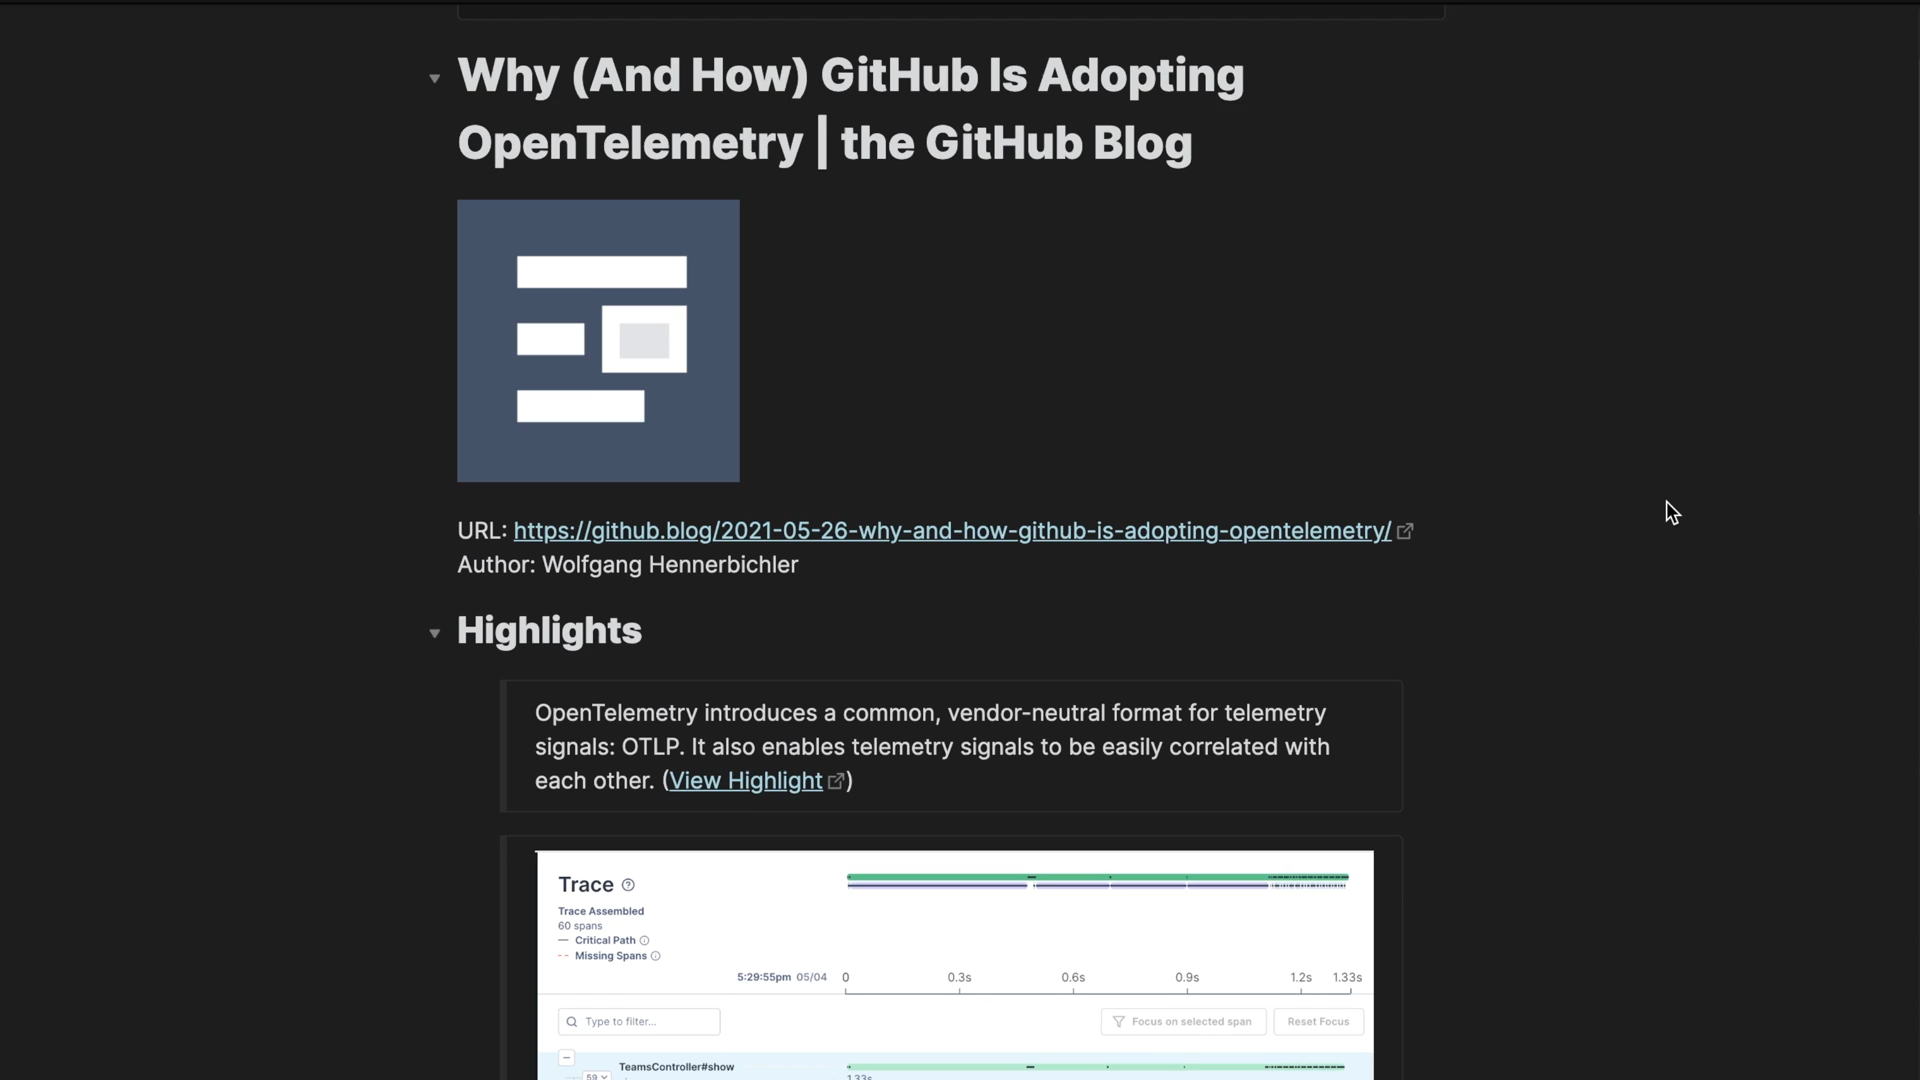 Why (And How) GitHub Is Adopting
OpenTelemetry | the GitHub Blog
URL: https://github.blog/2021-05-26-why-and-how-github-is-adopting-opentelemetry/
Author: Wolfgang Hennerbichler
Highlights
OpenTelemetry introduces a common, vendor-neutral format for telemetry
signals: OTLP. It also enables telemetry signals to be easily correlated with
each other. (View Highlight)
Trace
Trace Assembled
60 spans
Critical Path
Missing Spans
5:29:55pm 05/04 0 0.3s 0.6s 0.9s 1.2s 1.33s
Type to filter... Focus on selected span Reset Focus
TeamsController#show
59 1.33s